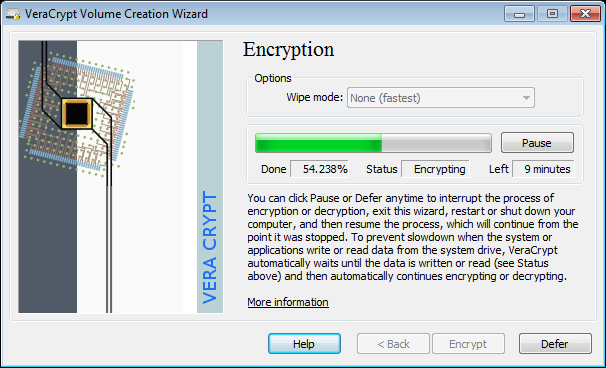 VeraCrypt Volume Creation Wizard
VERA CRYPT
Encryption
Options
Wipe mode: None (fastest)
Pause
Done 54.238% Status Encrypting Left 9 minutes
You can click Pause or Defer anytime to interrupt the process of
encryption or decryption, exit this wizard, restart or shut down your
computer, and then resume the process, which will continue from the
point it was stopped. To prevent slowdown when the system or
applications write or read data from the system drive, VeraCrypt
automatically waits until the data is written or read (see Status
above) and then automatically continues encrypting or decrypting.
More information
Help < Back Encrypt Defer